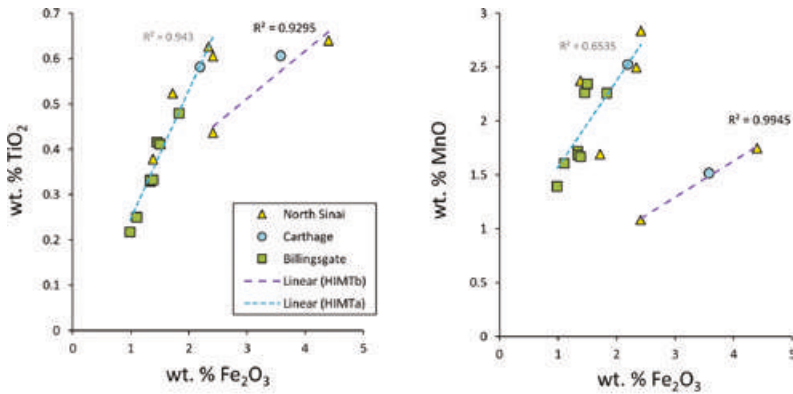 0.7
0.6
0.5
0.4
0.3
0.2
0.1
0
wt. % TiO₂
R² = 0.943
R² = 0.9295
North Sinai
Carthage
Billingsgate
Linear (HIMTb)
Linear (HIMTa)
0 1 2 3 4 5
wt. % Fe₂O₃
3
2.5
2
1.5
1
0.5
0
wt. % MnO
R² = 0.6535
R² = 0.9945
0 1 2 3 4 5
wt. % Fe₂O₃